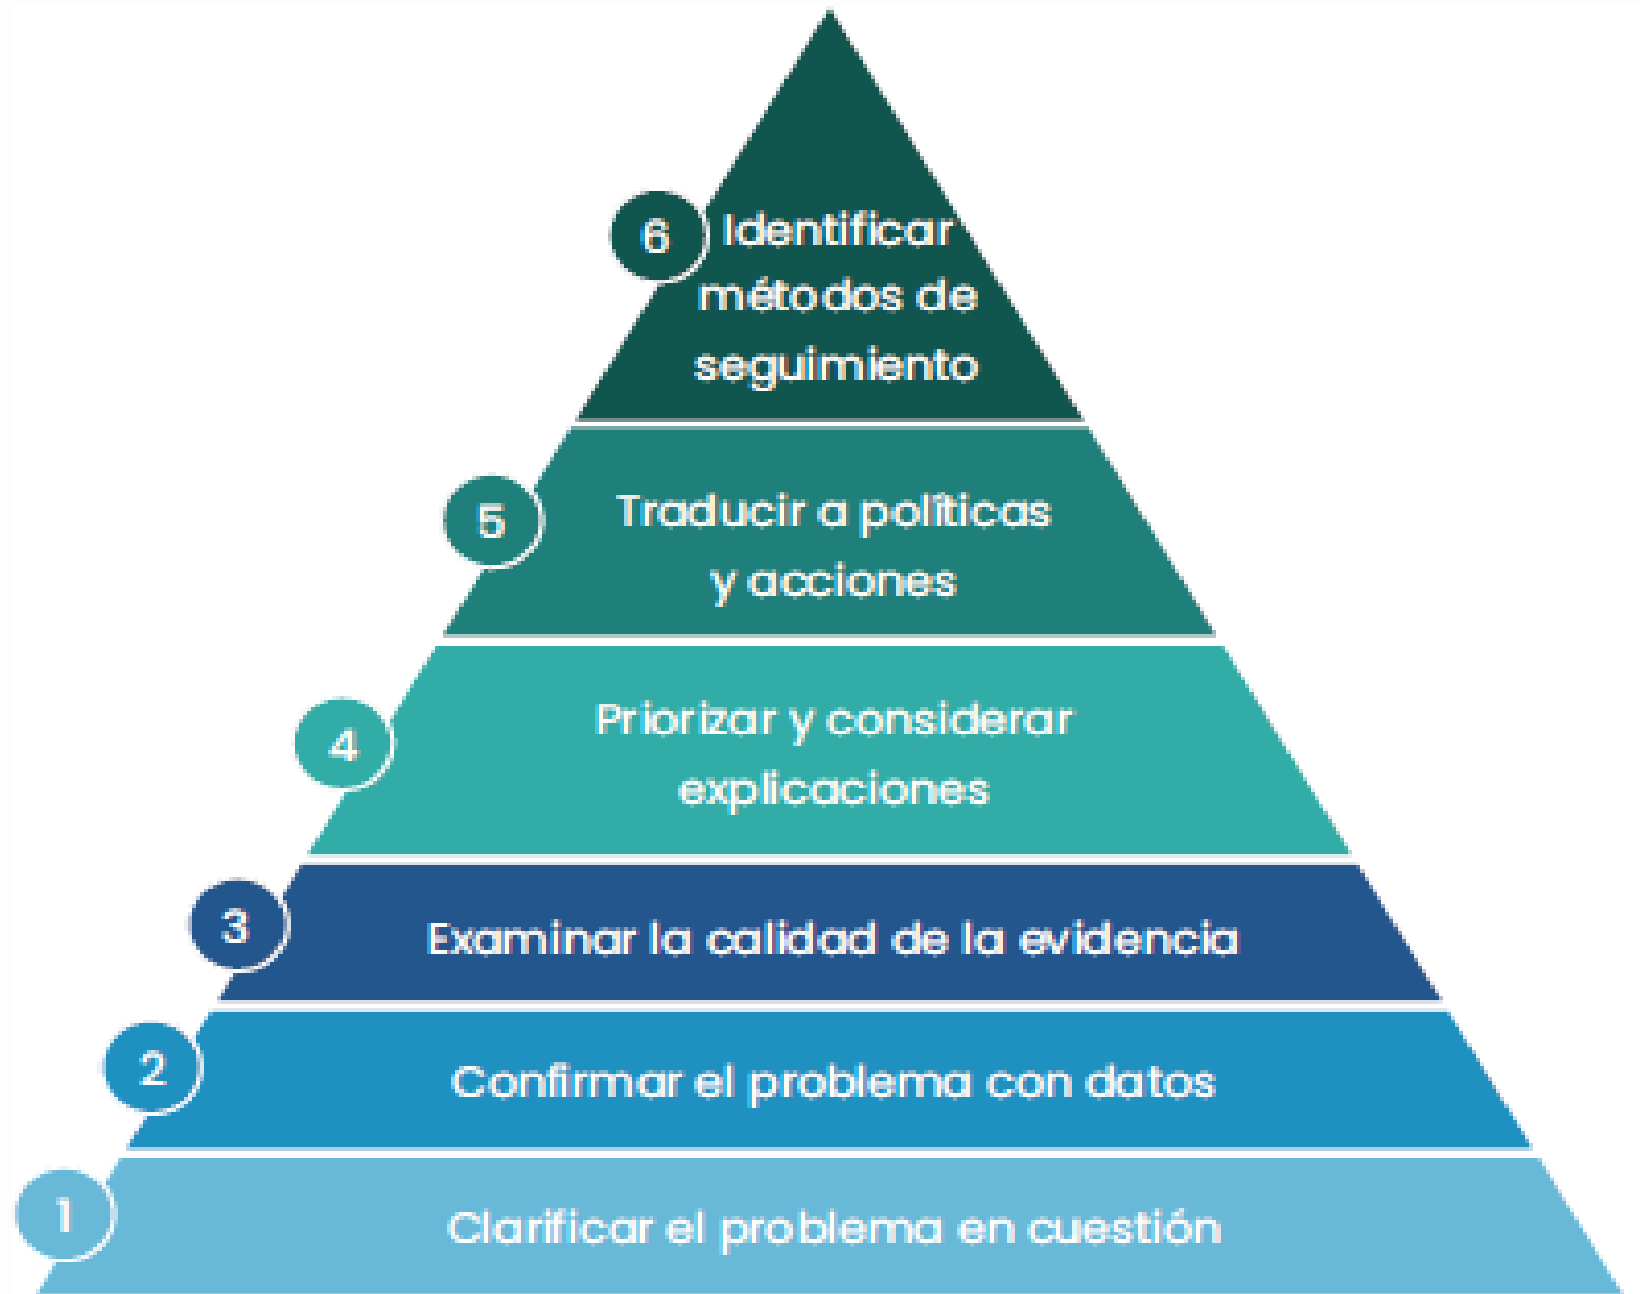 6
Identificar
métodos de
seguimiento
5
Traducir a políticas
y acciones
4
Priorizar y considerar
explicaciones
3
Examinar la calidad de la evidencia
2
Confirmar el problema con datos
1
Clarificar el problema en cuestión